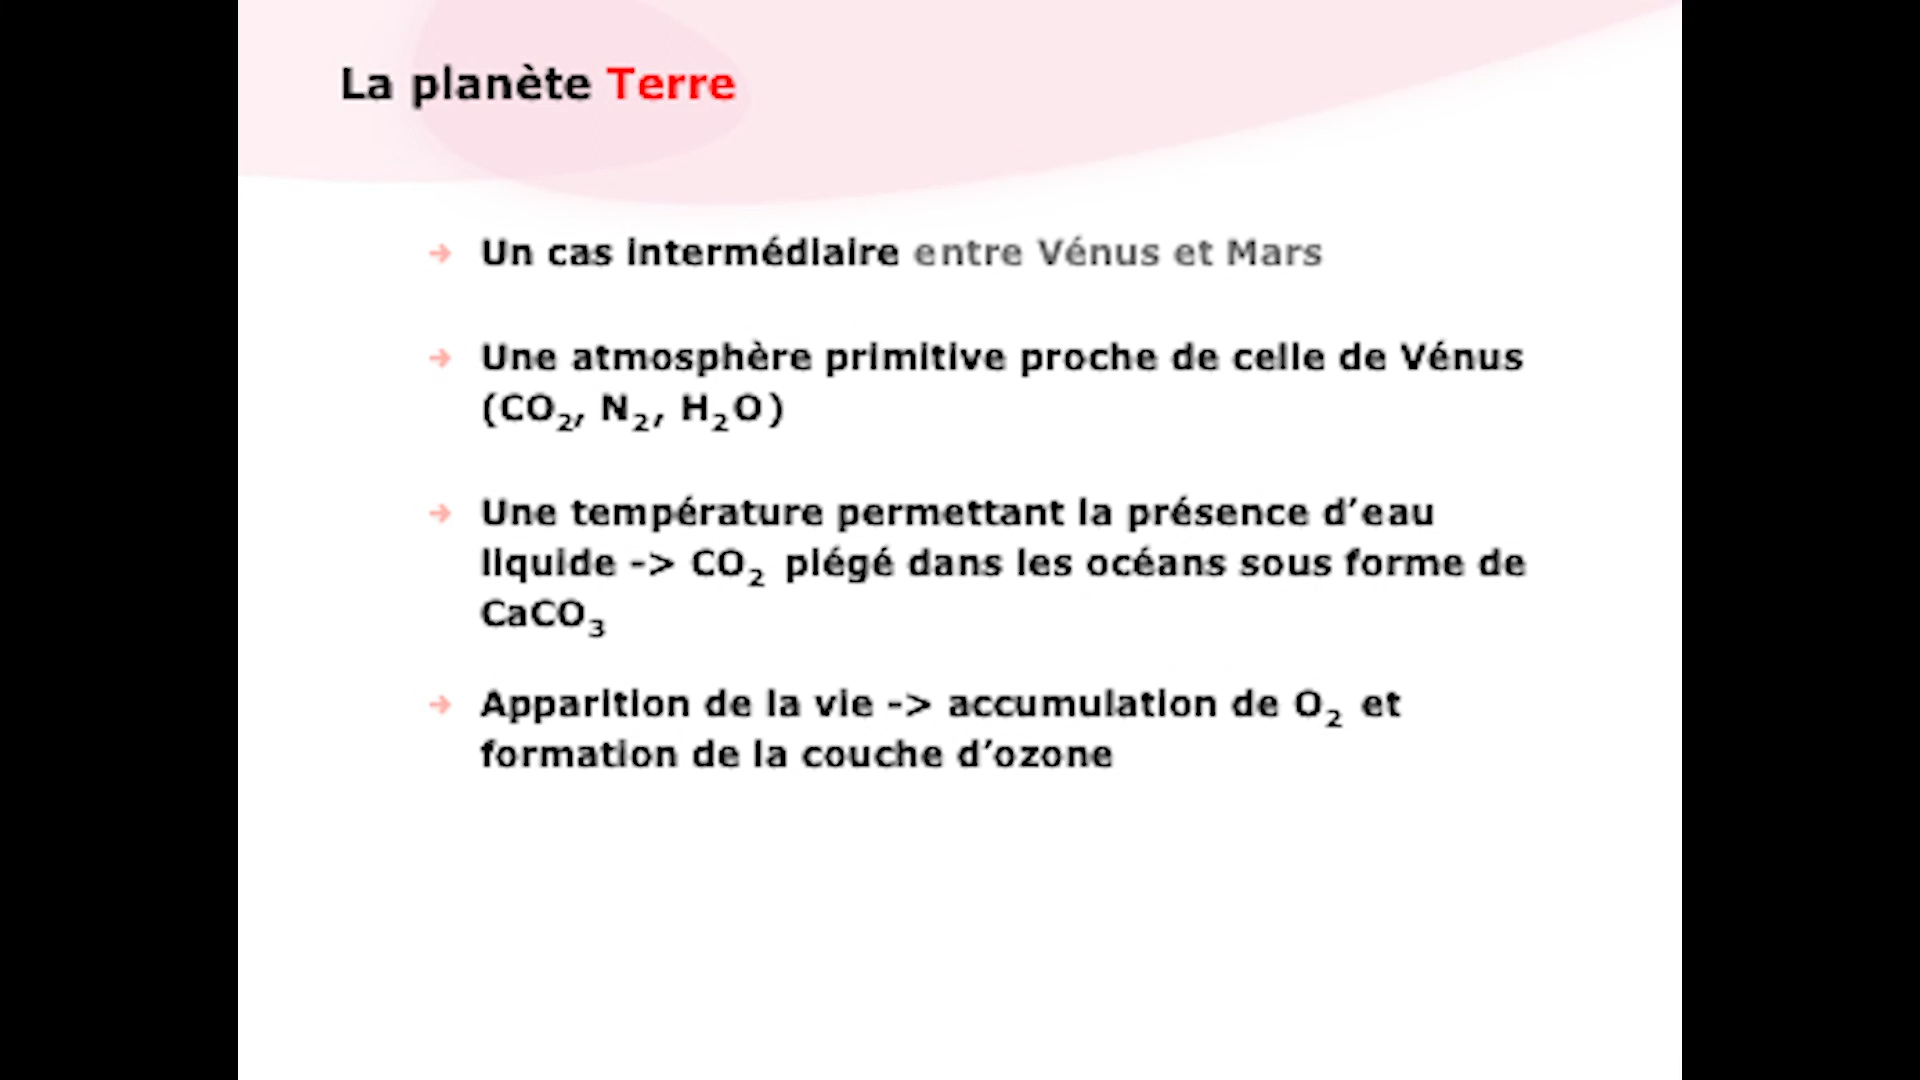 La planète Terre
➔ Un cas intermédiaire entre Vénus et Mars
➔ Une atmosphère primitive proche de celle de Vénus
(CO₂, N₂, H₂O)
➔ Une température permettant la présence d’eau
liquide -> CO₂ piégé dans les océans sous forme de
CaCO₃
➔ Apparition de la vie -> accumulation de O₂ et
formation de la couche d’ozone